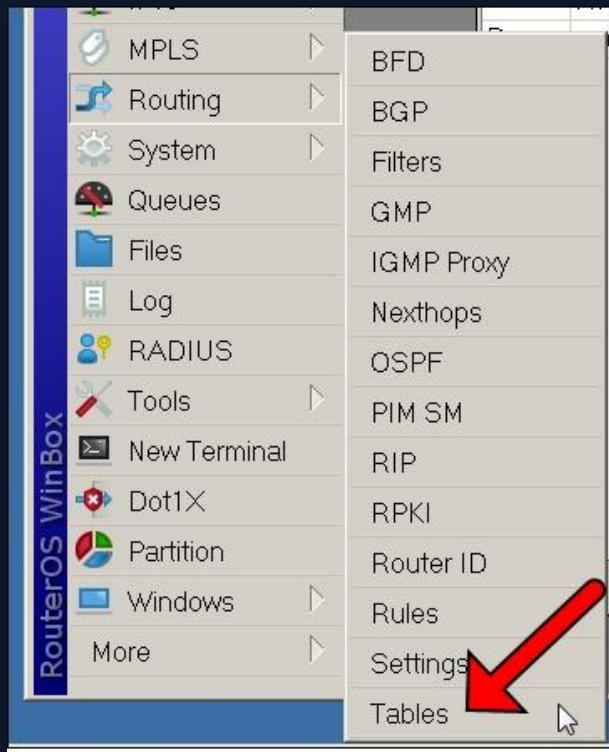 MPLS
Routing
System
Queues
Files
Log
RADIUS
Tools
New Terminal
Dot1X
Partition
Windows
More
RouterOS WinBox
BFD
BGP
Filters
GMP
IGMP Proxy
Nexthops
OSPF
PIM SM
RIP
RPKI
Router ID
Rules
Settings
Tables